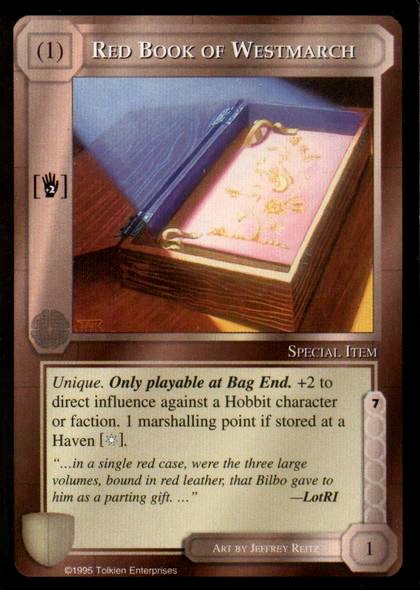 (1) RED BOOK OF WESTMARCH
[2]
SPECIAL ITEM
Unique. Only playable at Bag End. +2 to
direct influence against a Hobbit character
or faction. 1 marshalling point if stored at a
Haven [ ].
7
"…in a single red case, were the three large
volumes, bound in red leather, that Bilbo gave to
him as a parting gift. …" —LotRI
ART BY JEFFREY REITZ
1
©1995 Tolkien Enterprises